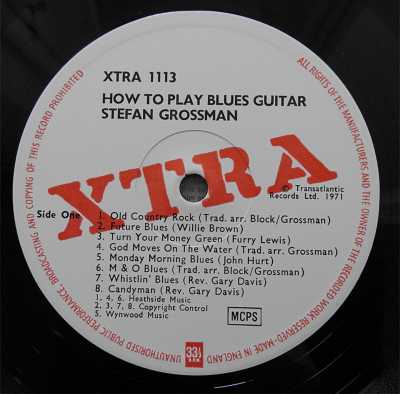 XTRA 1113
HOW TO PLAY BLUES GUITAR
STEFAN GROSSMAN
XTRA
© Transatlantic
Records Ltd. 1971
Side One
1. Old Country Rock (Trad. arr. Block/Grossman)
2. Future Blues (Willie Brown)
3. Turn Your Money Green (Furry Lewis)
4. God Moves On The Water (Trad. arr. Grossman)
5. Monday Morning Blues (John Hurt)
6. M & O Blues (Trad. arr. Block/Grossman)
7. Whistlin' Blues (Rev. Gary Davis)
8. Candyman (Rev. Gary Davis)
1, 4, 6. Heathside Music
2, 3, 7, 8. Copyright Control
5. Wynwood Music
MCPS
33⅓
RPM
ALL RIGHTS OF THE MANUFACTURERS AND THE OWNER OF THE RECORDED WORK RESERVED-MADE IN ENGLAND
UNAUTHORISED PUBLIC PERFORMANCE, BROADCASTING AND COPYING OF THIS RECORD PROHIBITED